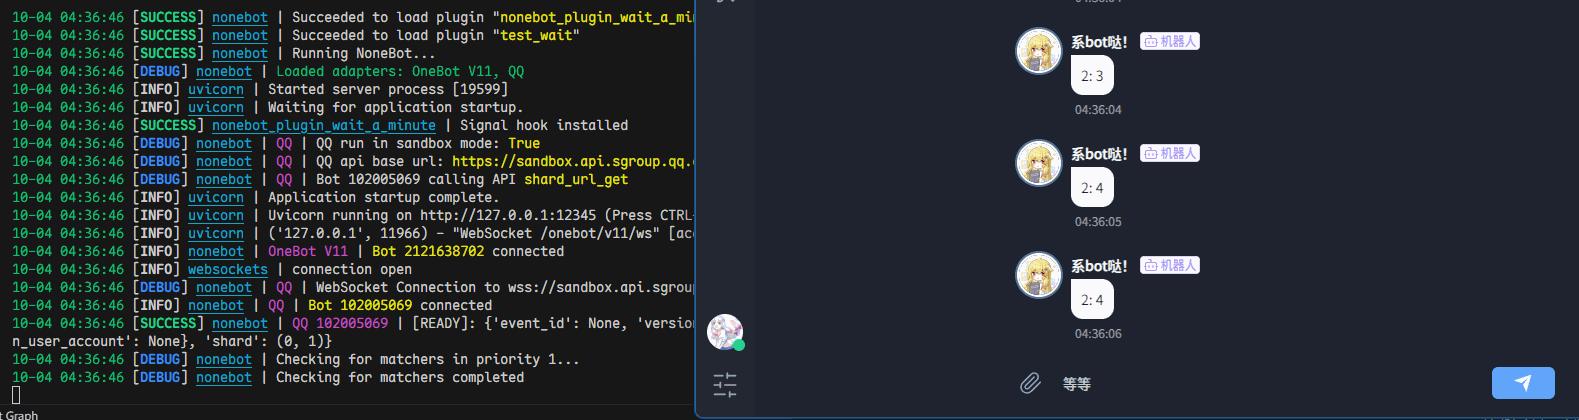 10-04 04:36:46 [SUCCESS] nonebot | Succeeded to load plugin "nonebot_plugin_wait_a_mi
10-04 04:36:46 [SUCCESS] nonebot | Succeeded to load plugin "test_wait"
10-04 04:36:46 [SUCCESS] nonebot | Running NoneBot...
10-04 04:36:46 [DEBUG] nonebot | Loaded adapters: OneBot V11, QQ
10-04 04:36:46 [INFO] uvicorn | Started server process [19599]
10-04 04:36:46 [INFO] uvicorn | Waiting for application startup.
10-04 04:36:46 [SUCCESS] nonebot_plugin_wait_a_minute | Signal hook installed
10-04 04:36:46 [DEBUG] nonebot | QQ | QQ run in sandbox mode: True
10-04 04:36:46 [DEBUG] nonebot | QQ | QQ api base url: https://sandbox.api.sgroup.qq.
10-04 04:36:46 [DEBUG] nonebot | QQ | Bot 102005069 calling API shard_url_get
10-04 04:36:46 [INFO] uvicorn | Application startup complete.
10-04 04:36:46 [INFO] uvicorn | Uvicorn running on http://127.0.0.1:12345 (Press CTRL
10-04 04:36:46 [INFO] uvicorn | ('127.0.0.1', 11966) - "WebSocket /onebot/v11/ws" [ac
10-04 04:36:46 [INFO] nonebot | OneBot V11 | Bot 2121638702 connected
10-04 04:36:46 [INFO] websockets | connection open
10-04 04:36:46 [DEBUG] nonebot | QQ | WebSocket Connection to wss://sandbox.api.sgrou
10-04 04:36:46 [INFO] nonebot | QQ | Bot 102005069 connected
10-04 04:36:46 [SUCCESS] nonebot | QQ 102005069 | [READY]: {'event_id': None, 'versio
n_user_account': None}, 'shard': (0, 1)}
10-04 04:36:46 [DEBUG] nonebot | Checking for matchers in priority 1...
10-04 04:36:46 [DEBUG] nonebot | Checking for matchers completed
t Graph
系bot哒! 机器人
2: 3
04:36:04
系bot哒! 机器人
2: 4
04:36:05
系bot哒! 机器人
2: 4
04:36:06
等等